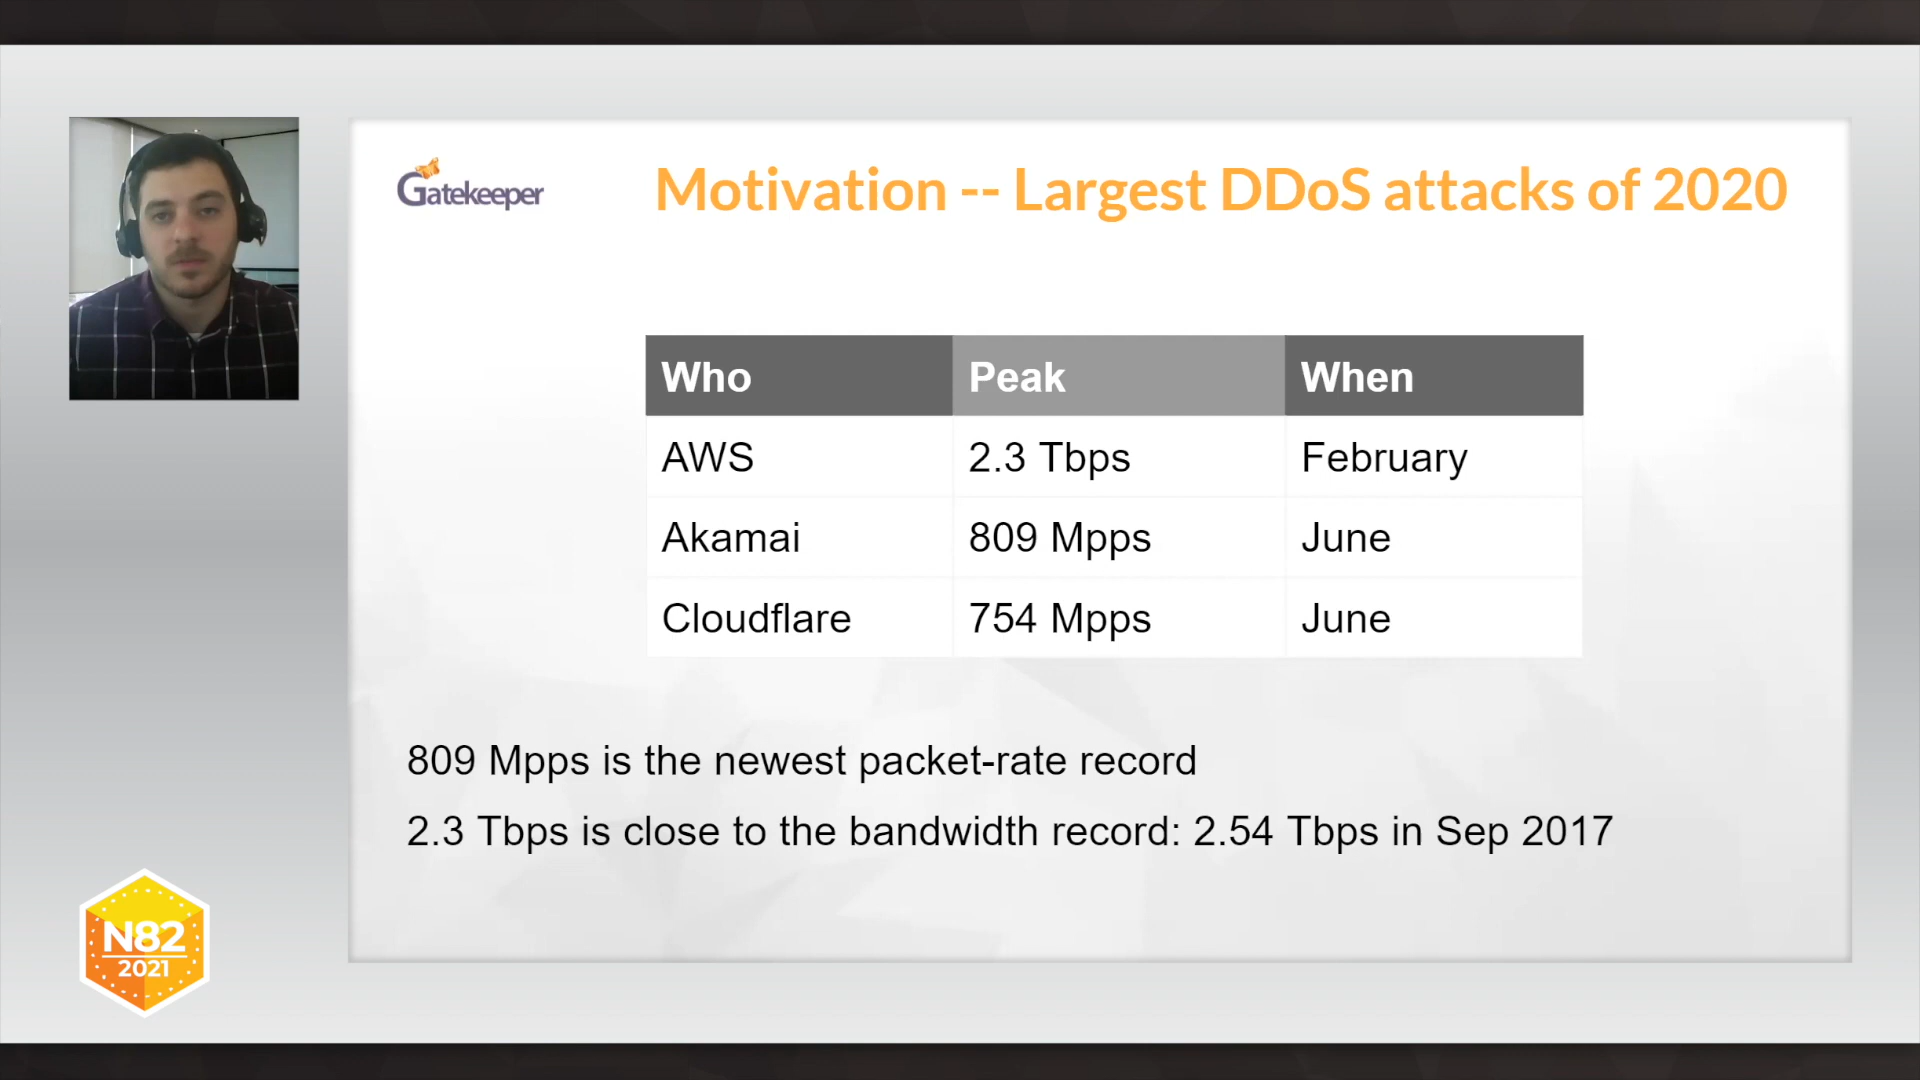 Gatekeeper
Motivation -- Largest DDoS attacks of 2020
Who Peak When
AWS 2.3 Tbps February
Akamai 809 Mpps June
Cloudflare 754 Mpps June
809 Mpps is the newest packet-rate record
2.3 Tbps is close to the bandwidth record: 2.54 Tbps in Sep 2017
N82
2021